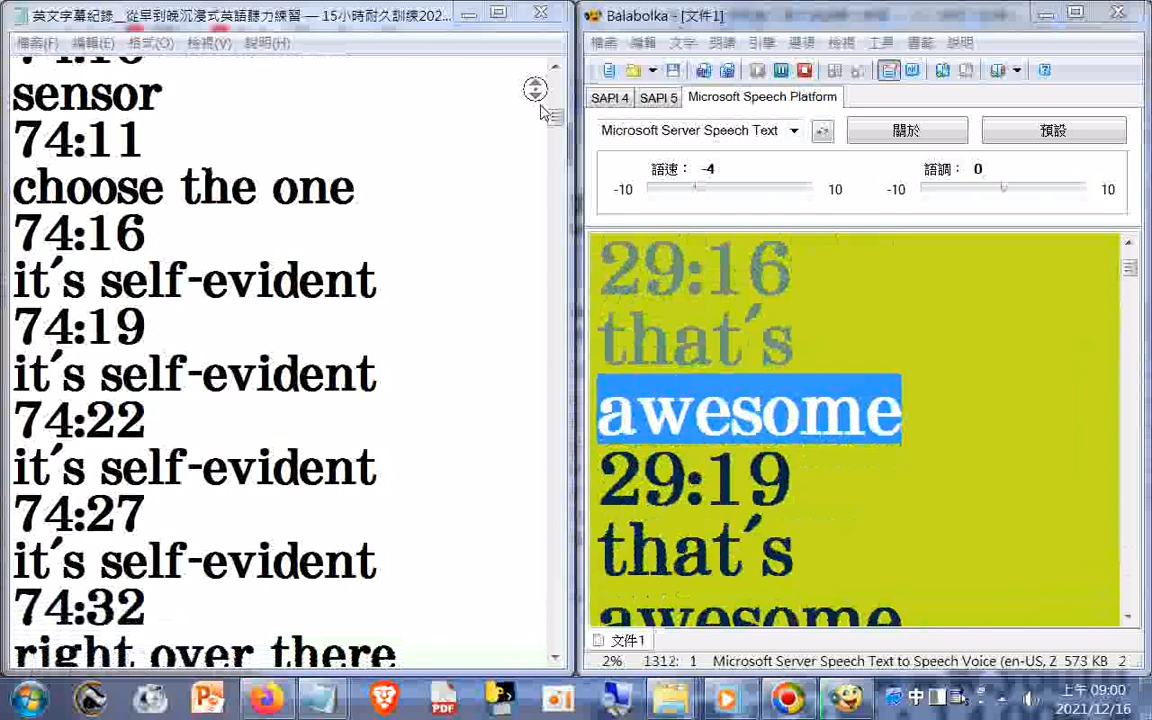 英文字幕紀錄__從早到晚沉浸式英語聽力練習 — 15小時耐久訓練202...
檔案(F) 編輯(E) 格式(O) 檢視(V) 說明(H)
sensor
74:11
choose the one
74:16
it's self-evident
74:19
it's self-evident
74:22
it's self-evident
74:27
it's self-evident
74:32
right over there
Balabolka - [文件1]
檔案 編輯 文字 朗讀 引擎 選項 檢視 工具 書籤 說明
SAPI 4 SAPI 5 Microsoft Speech Platform
Microsoft Server Speech Text 關於 預設
語速： -4 語調： 0
-10 10 -10 10
29:16
that's
awesome
29:19
that's
awesome
文件1
2% 1312: 1 Microsoft Server Speech Text to Speech Voice (en-US, Z 573 KB 2
PDF
中
上午 09:00
2021/12/16